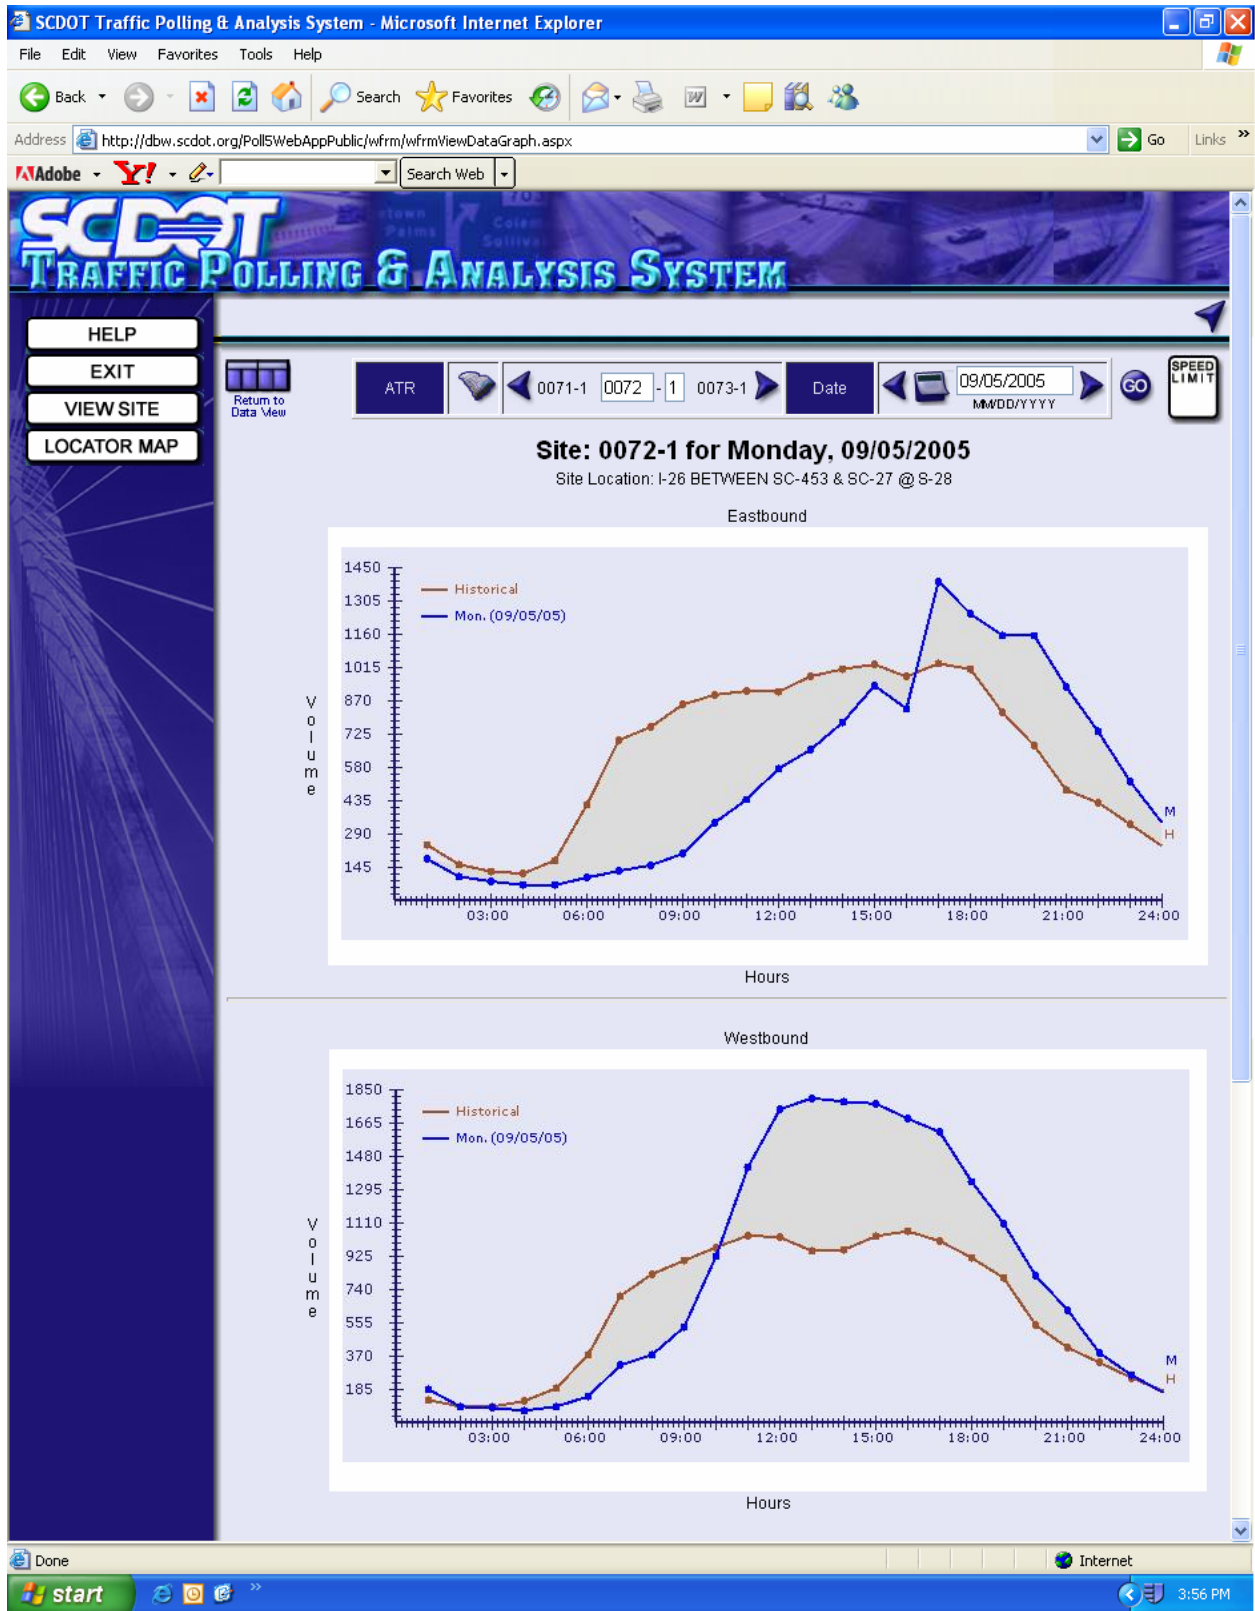 SCDOT Traffic Polling & Analysis System - Microsoft Internet Explorer
File Edit View Favorites Tools Help
Back Search Favorites
Address http://dbw.scdot.org/Poll5WebAppPublic/wfrm/wfrmViewDataGraph.aspx Go Links »
Adobe Y! Search Web
SCDOT
TRAFFIC POLLING & ANALYSIS SYSTEM
HELP
EXIT
VIEW SITE
LOCATOR MAP
Return to
Data View
ATR 0071-1 0072 - 1 0073-1 Date 09/05/2005 GO
MM/DD/YYYY
SPEED
LIMIT
Site: 0072-1 for Monday, 09/05/2005
Site Location: I-26 BETWEEN SC-453 & SC-27 @ S-28
Eastbound
Volume
1450
1305
1160
1015
870
725
580
435
290
145
Historical
Mon. (09/05/05)
M
H
03:00 06:00 09:00 12:00 15:00 18:00 21:00 24:00
Hours
Westbound
Volume
1850
1665
1480
1295
1110
925
740
555
370
185
Historical
Mon. (09/05/05)
M
H
03:00 06:00 09:00 12:00 15:00 18:00 21:00 24:00
Hours
Done Internet
start » 3:56 PM